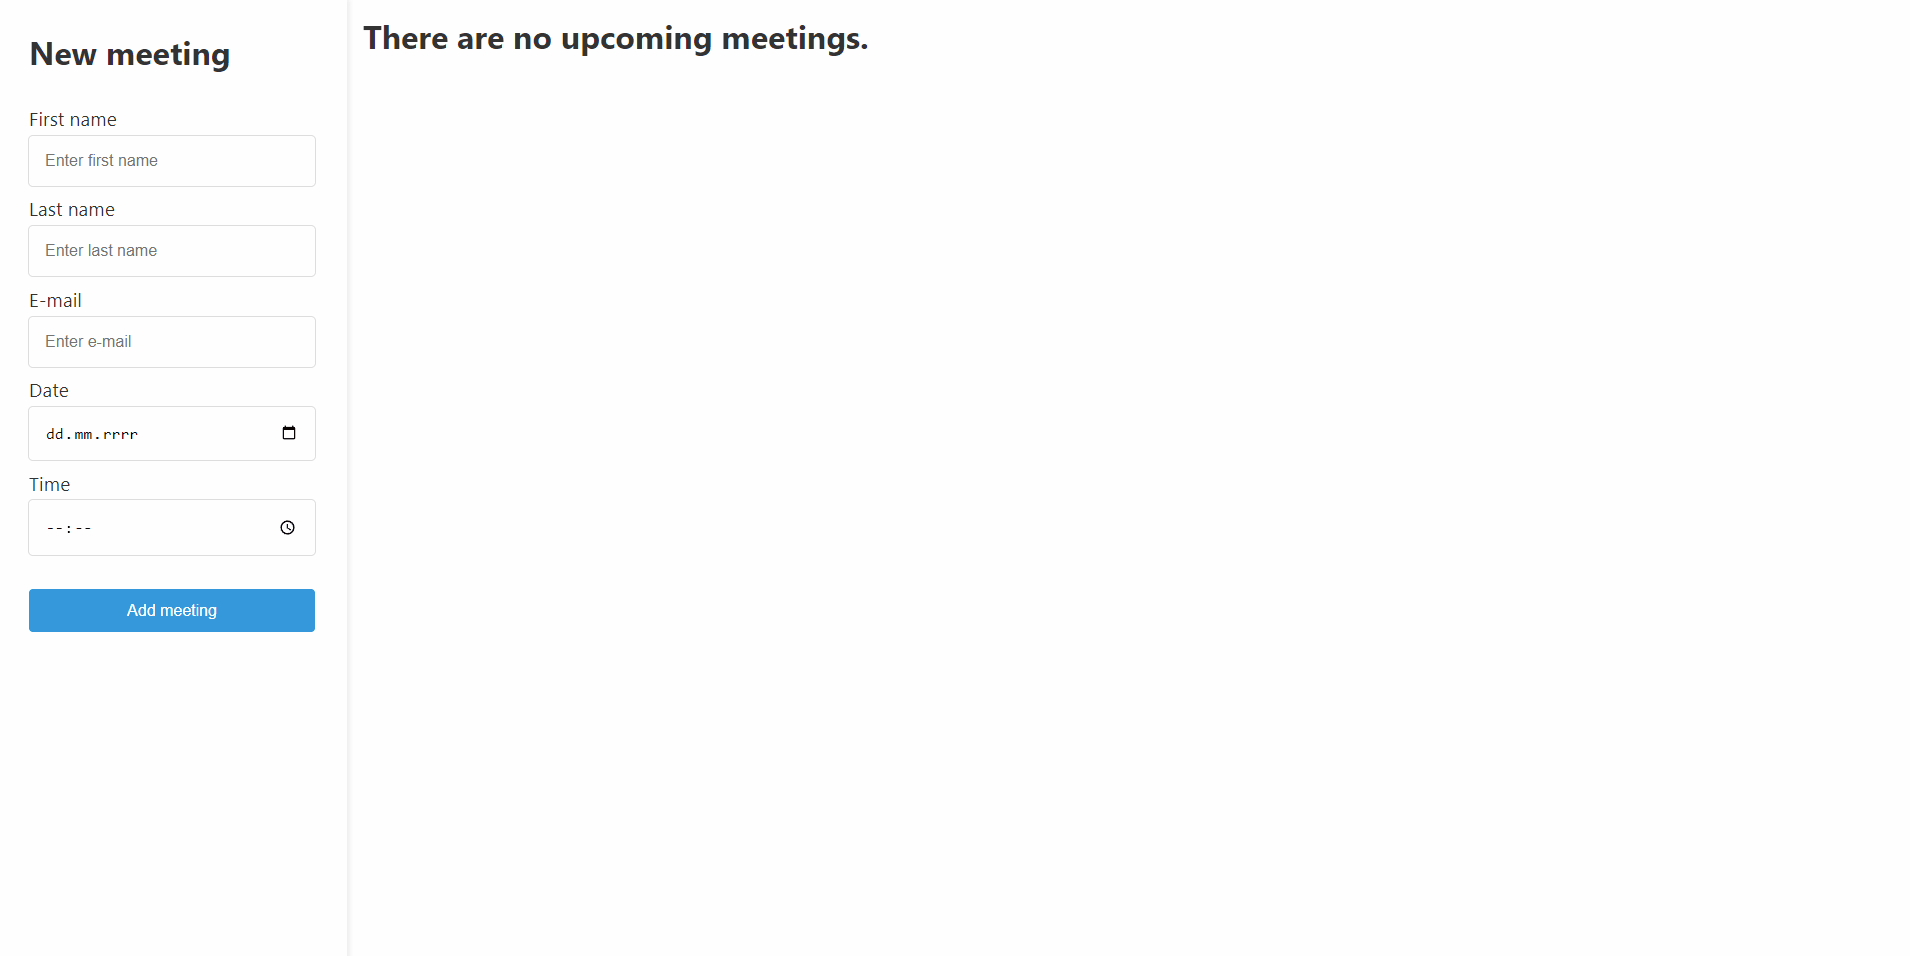 New meeting
First name
Enter first name
Last name
Enter last name
E-mail
Enter e-mail
Date
dd.mm.rrrr
Time
--:--
Add meeting
There are no upcoming meetings.